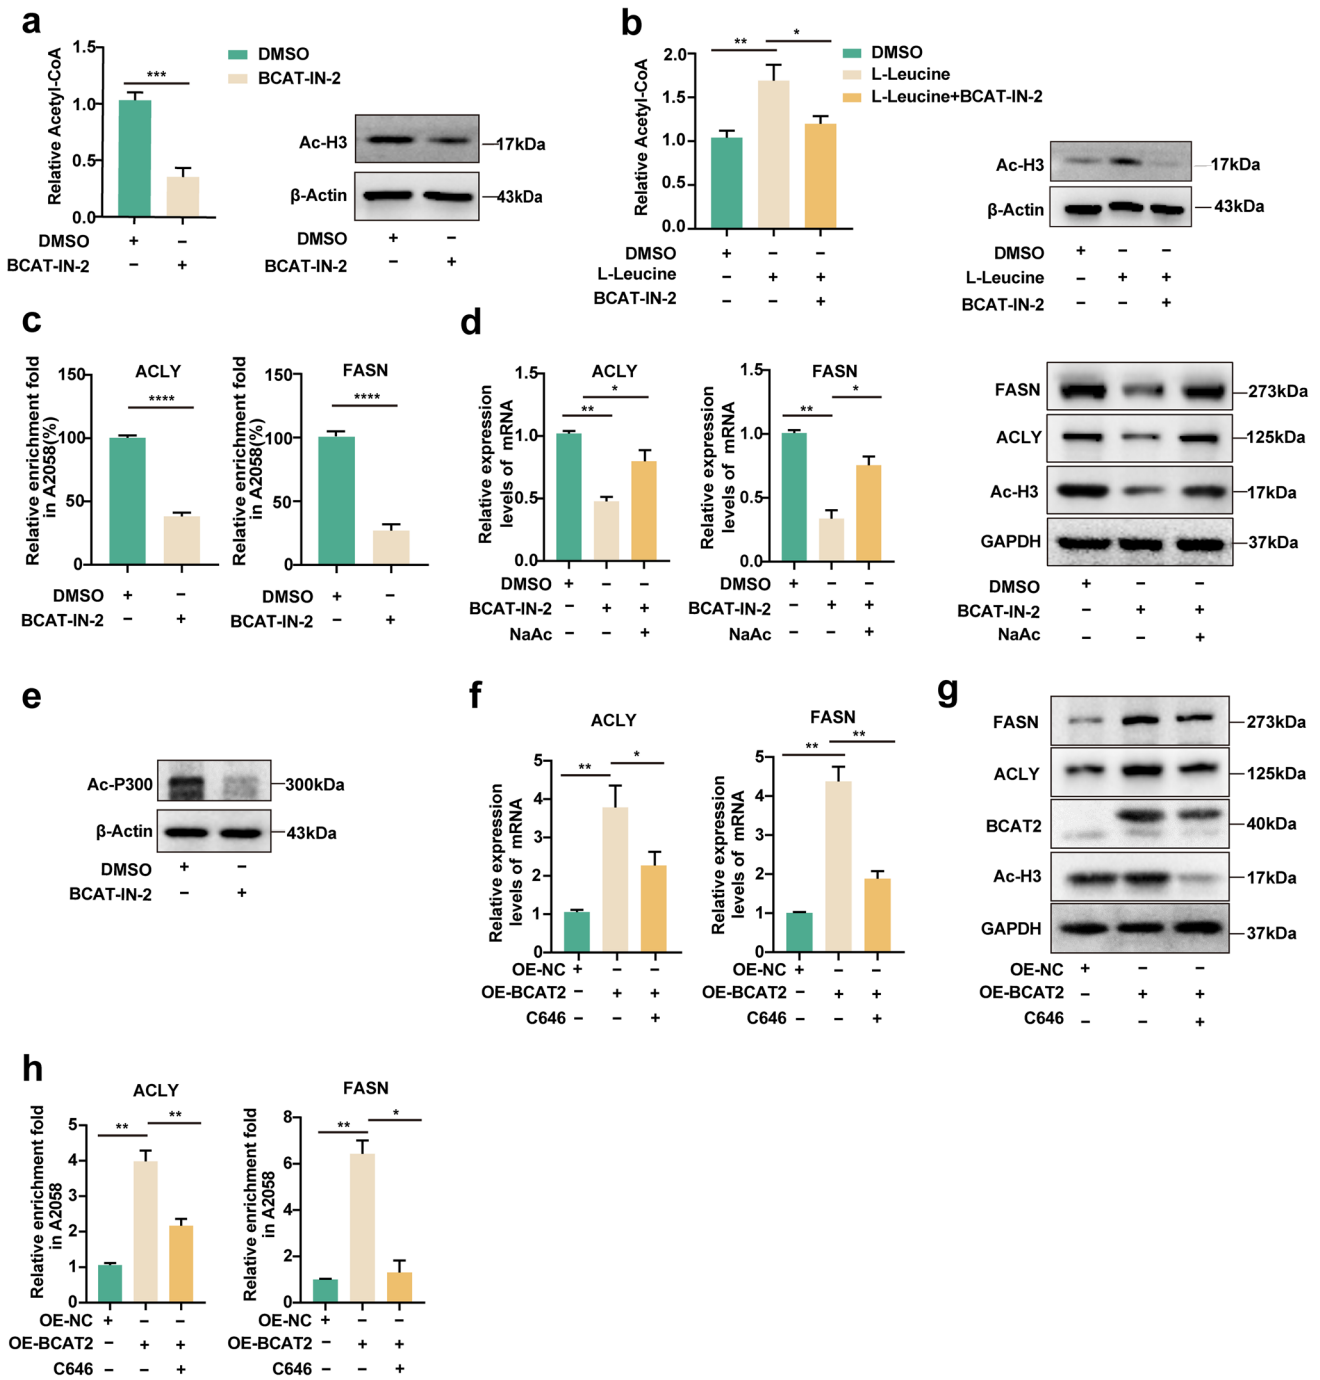 a
Relative Acetyl-CoA
1.5
1.0
0.5
0.0
***
DMSO
BCAT-IN-2
DMSO + −
BCAT-IN-2 − +
Ac-H3
17kDa
β-Actin
43kDa
DMSO + −
BCAT-IN-2 − +
b
Relative Acetyl-CoA
2.0
1.5
1.0
0.5
0.0
** *
DMSO
L-Leucine
L-Leucine+BCAT-IN-2
DMSO + − −
L-Leucine − + +
BCAT-IN-2 − − +
Ac-H3
17kDa
β-Actin
43kDa
DMSO + − −
L-Leucine − + +
BCAT-IN-2 − − +
c
Relative enrichment fold
in A2058(%)
ACLY
150
100
50
0
****
DMSO + −
BCAT-IN-2 − +
Relative enrichment fold
in A2058(%)
FASN
150
100
50
0
****
DMSO + −
BCAT-IN-2 − +
d
Relative expression
levels of mRNA
ACLY
1.5
1.0
0.5
0.0
** *
DMSO + − −
BCAT-IN-2 − + +
NaAc − − +
Relative expression
levels of mRNA
FASN
1.5
1.0
0.5
0.0
** *
DMSO + − −
BCAT-IN-2 − + +
NaAc − − +
FASN
273kDa
ACLY
125kDa
Ac-H3
17kDa
GAPDH
37kDa
DMSO + − −
BCAT-IN-2 − + +
NaAc − − +
e
Ac-P300
300kDa
β-Actin
43kDa
DMSO + −
BCAT-IN-2 − +
f
Relative expression
levels of mRNA
ACLY
5
4
3
2
1
0
** *
OE-NC + − −
OE-BCAT2 − + +
C646 − − +
Relative expression
levels of mRNA
FASN
5
4
3
2
1
0
** **
OE-NC + − −
OE-BCAT2 − + +
C646 − − +
g
FASN
273kDa
ACLY
125kDa
BCAT2
40kDa
Ac-H3
17kDa
GAPDH
37kDa
OE-NC + − −
OE-BCAT2 − + +
C646 − − +
h
Relative enrichment fold
in A2058
ACLY
5
4
3
2
1
0
** **
OE-NC + − −
OE-BCAT2 − + +
C646 − − +
Relative enrichment fold
in A2058
FASN
8
6
4
2
0
** *
OE-NC + − −
OE-BCAT2 − + +
C646 − − +